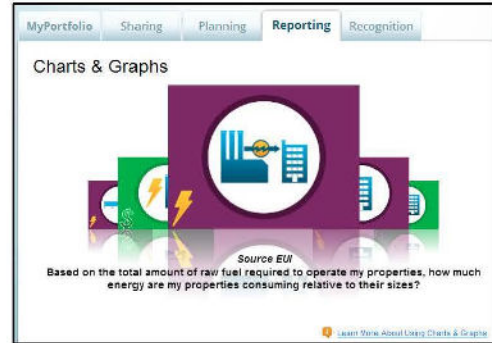 MyPortfolio Sharing Planning Reporting Recognition
Charts & Graphs
Source EUI
Based on the total amount of raw fuel required to operate my properties, how much
energy are my properties consuming relative to their sizes?
Learn More About Using Charts & Graphs